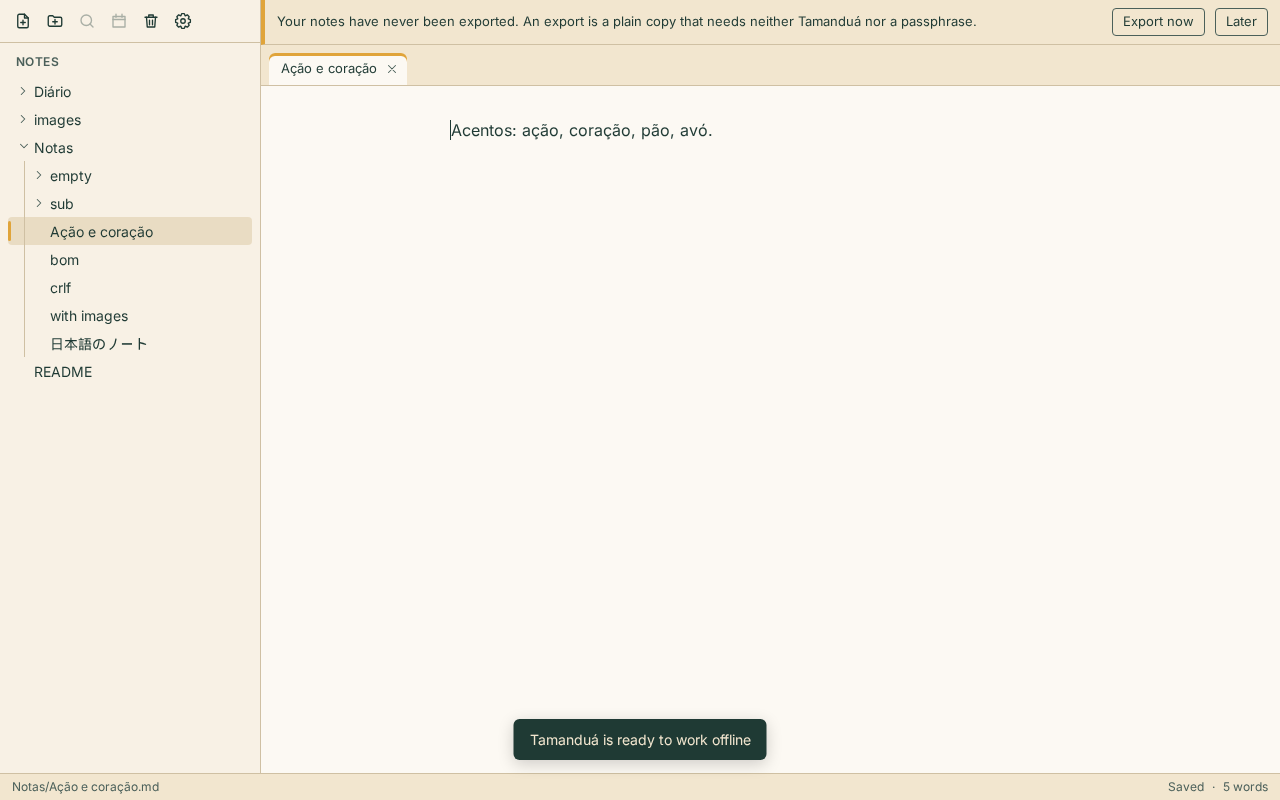 Your notes have never been exported. An export is a plain copy that needs neither Tamanduá nor a passphrase.
Export now
Later
NOTES
Diário
images
Notas
empty
sub
Ação e coração
bom
crlf
with images
日本語のノート
README
Ação e coração
Acentos: ação, coração, pão, avó.
Tamanduá is ready to work offline
Notas/Ação e coração.md
Saved · 5 words